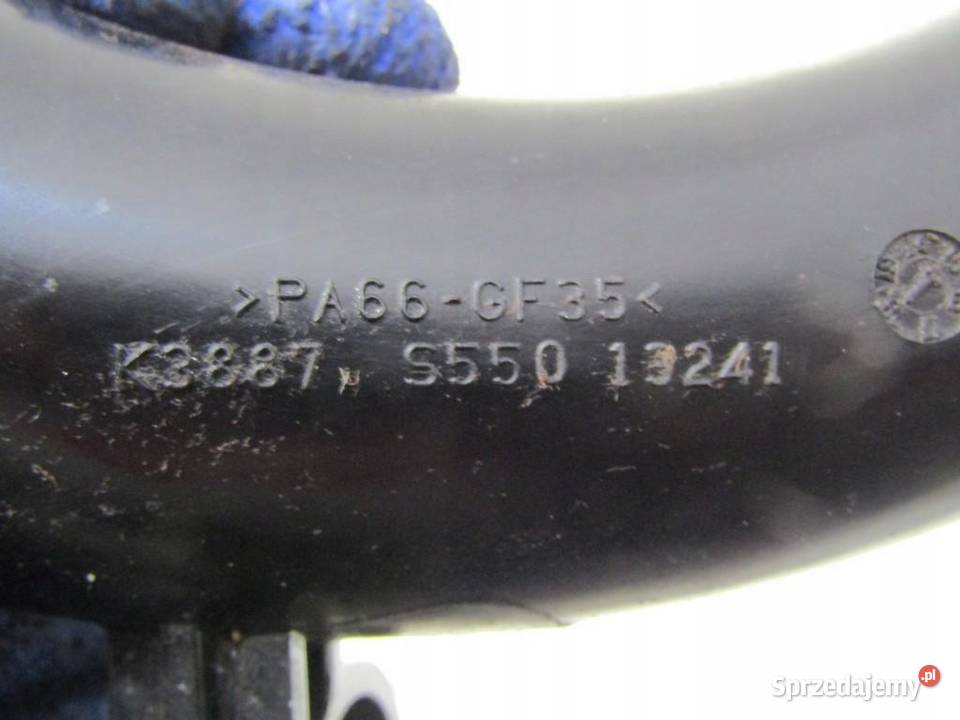 >PA66-GF35<
K3887, S550 13241
Sprzedajemy.pl